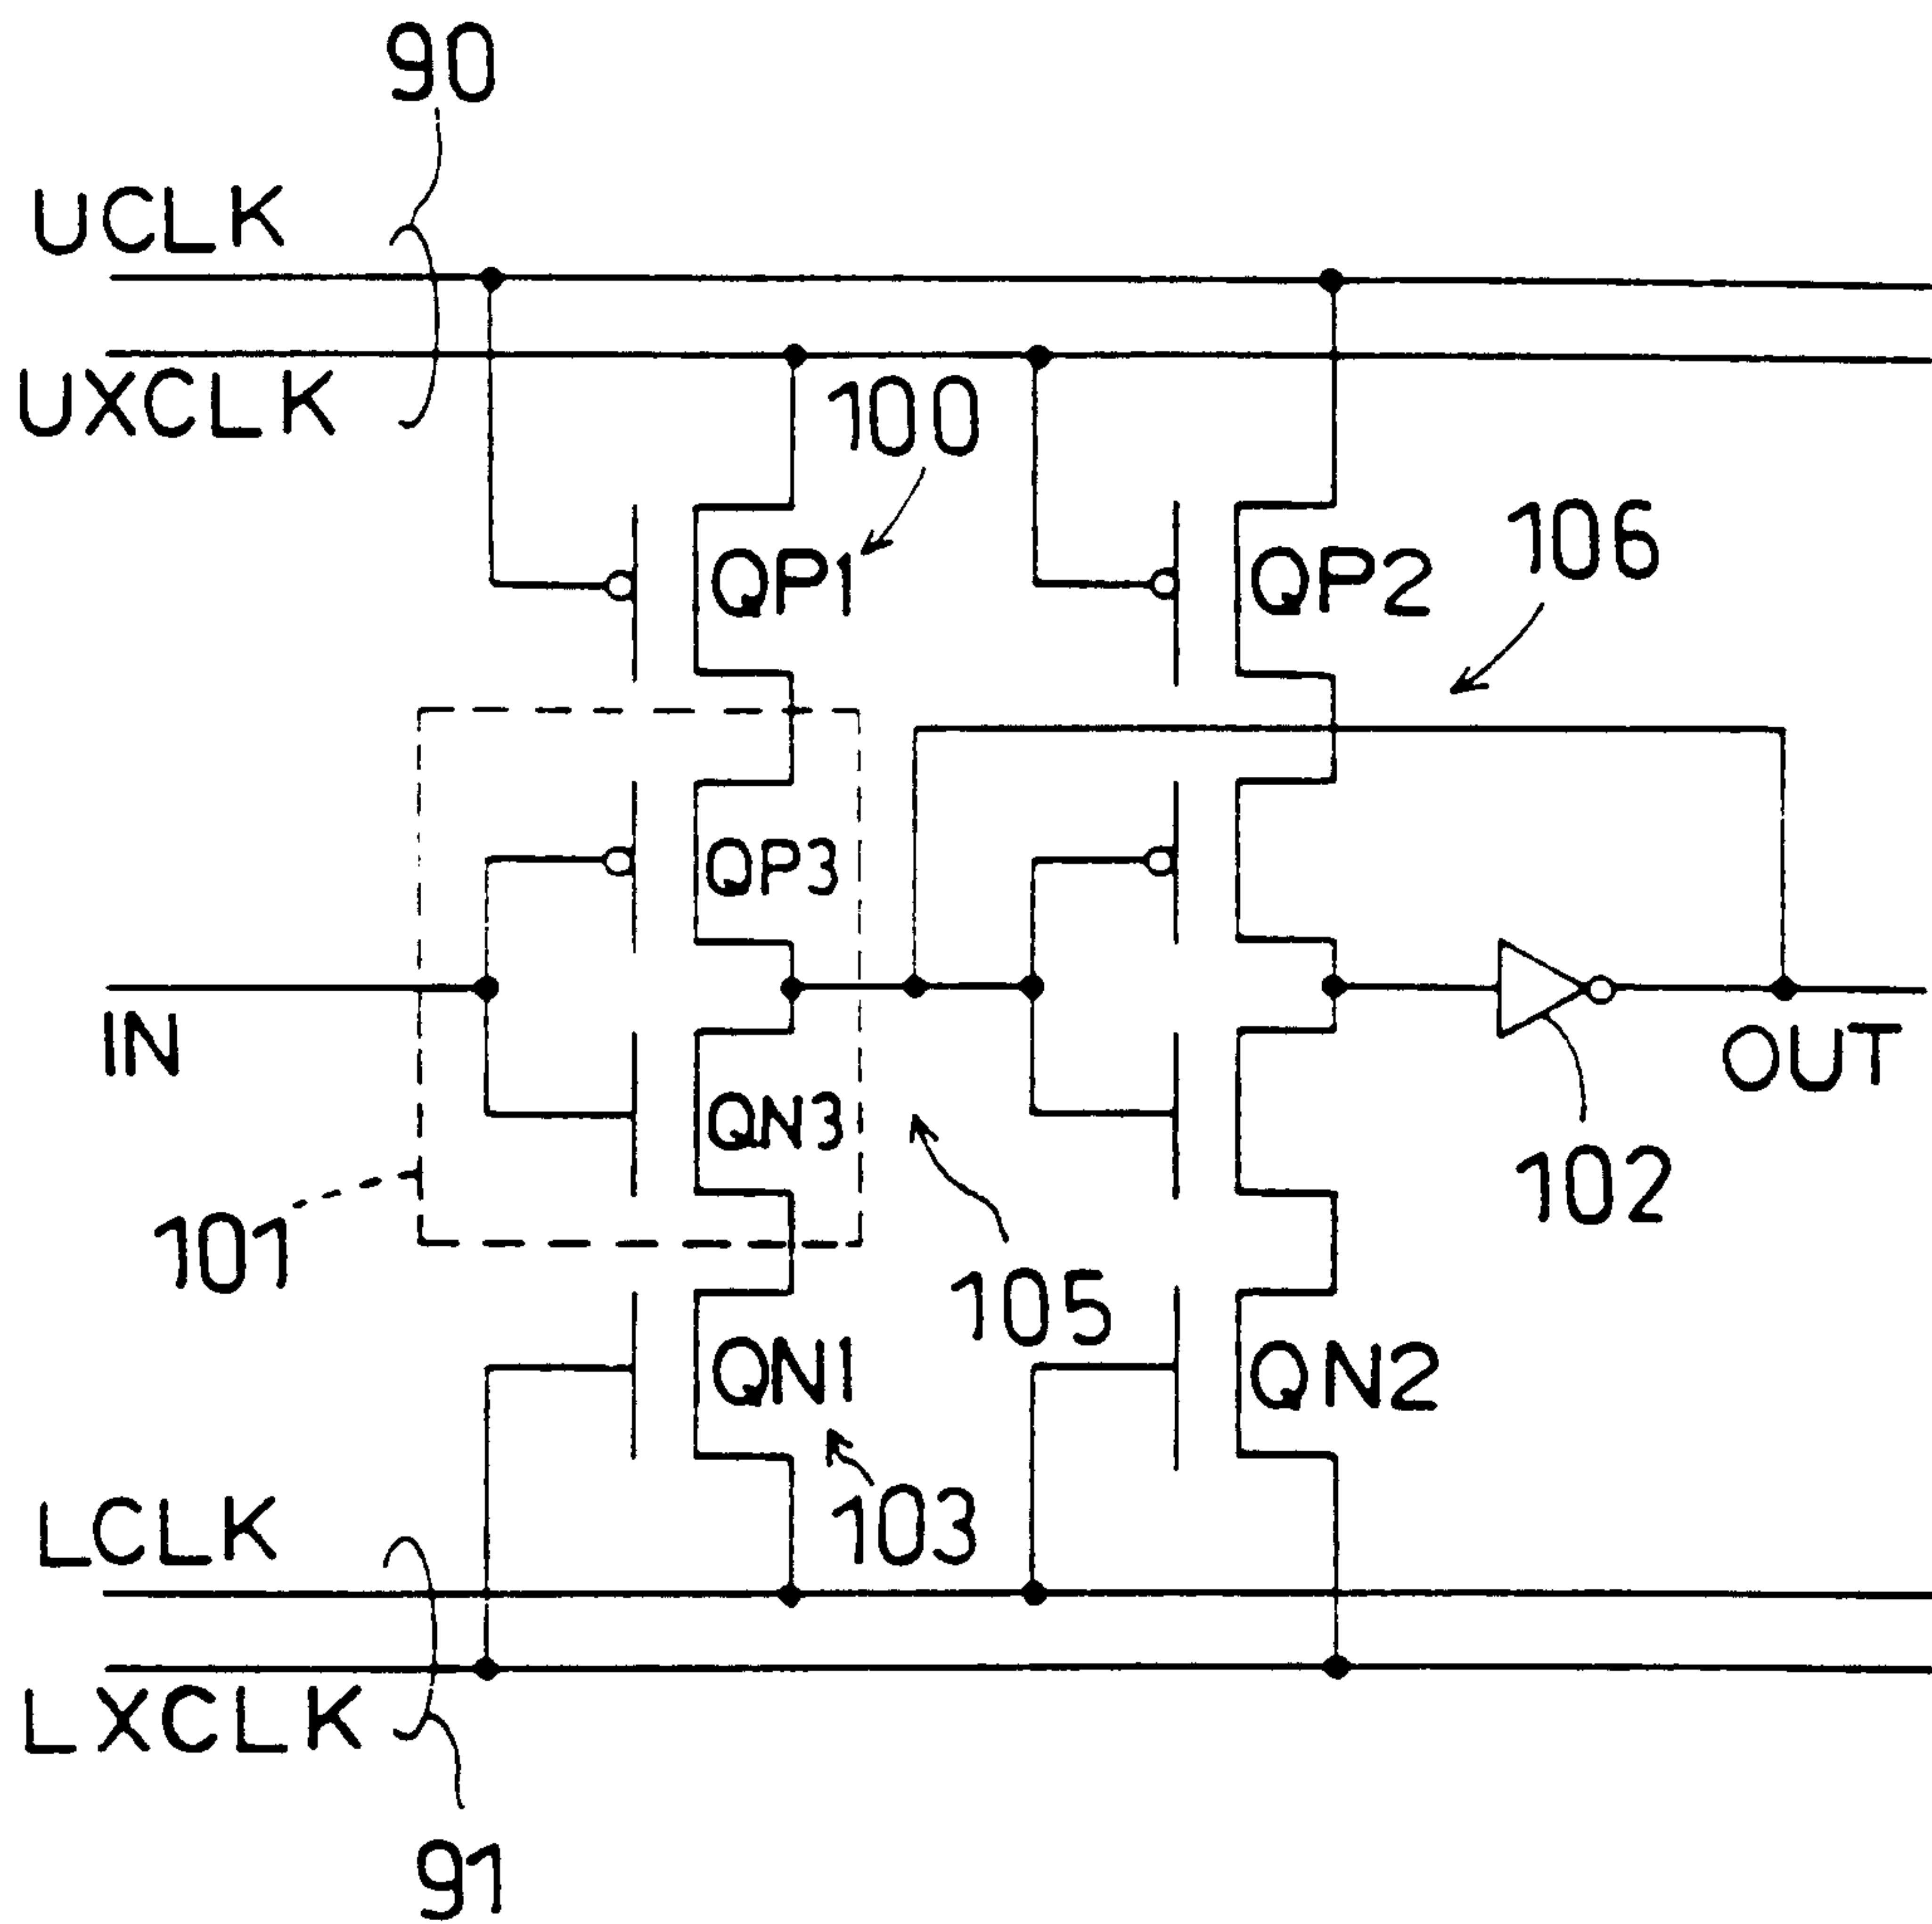 90
UCLK
UXCLK
100
106
QP1
QP2
QP3
IN
OUT
QN3
102
101
105
QN1
QN2
103
LCLK
LXCLK
91